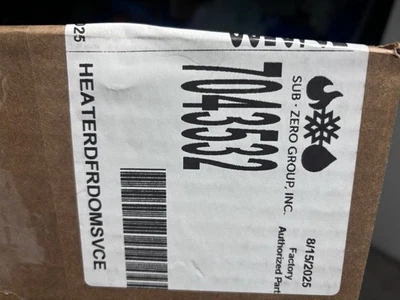 SUB·ZERO GROUP, INC.
8/15/2025
Factory
Authorized Part
7043532
HEATERDFRDOMSVCE